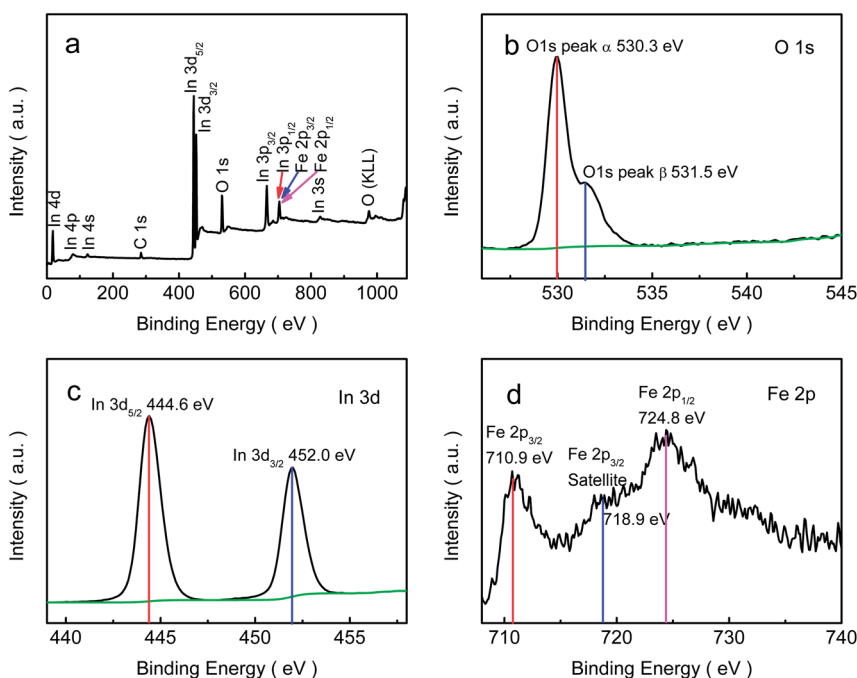 a
In 4d
In 4p
In 4s
C 1s
In 3d5/2
In 3d3/2
O 1s
In 3p3/2
In 3p1/2
Fe 2p3/2
Fe 2p1/2
In 3s
O (KLL)
Intensity ( a.u. )
0 200 400 600 800 1000
Binding Energy ( eV )
b
O1s peak α 530.3 eV
O 1s
O1s peak β 531.5 eV
Intensity ( a.u. )
530 535 540 545
Binding Energy ( eV )
c
In 3d
In 3d5/2 444.6 eV
In 3d3/2 452.0 eV
Intensity ( a.u. )
440 445 450 455
Binding Energy ( eV )
d
Fe 2p
Fe 2p1/2
724.8 eV
Fe 2p3/2
710.9 eV
Fe 2p3/2
Satellite
718.9 eV
Intensity ( a.u. )
710 720 730 740
Binding Energy ( eV )